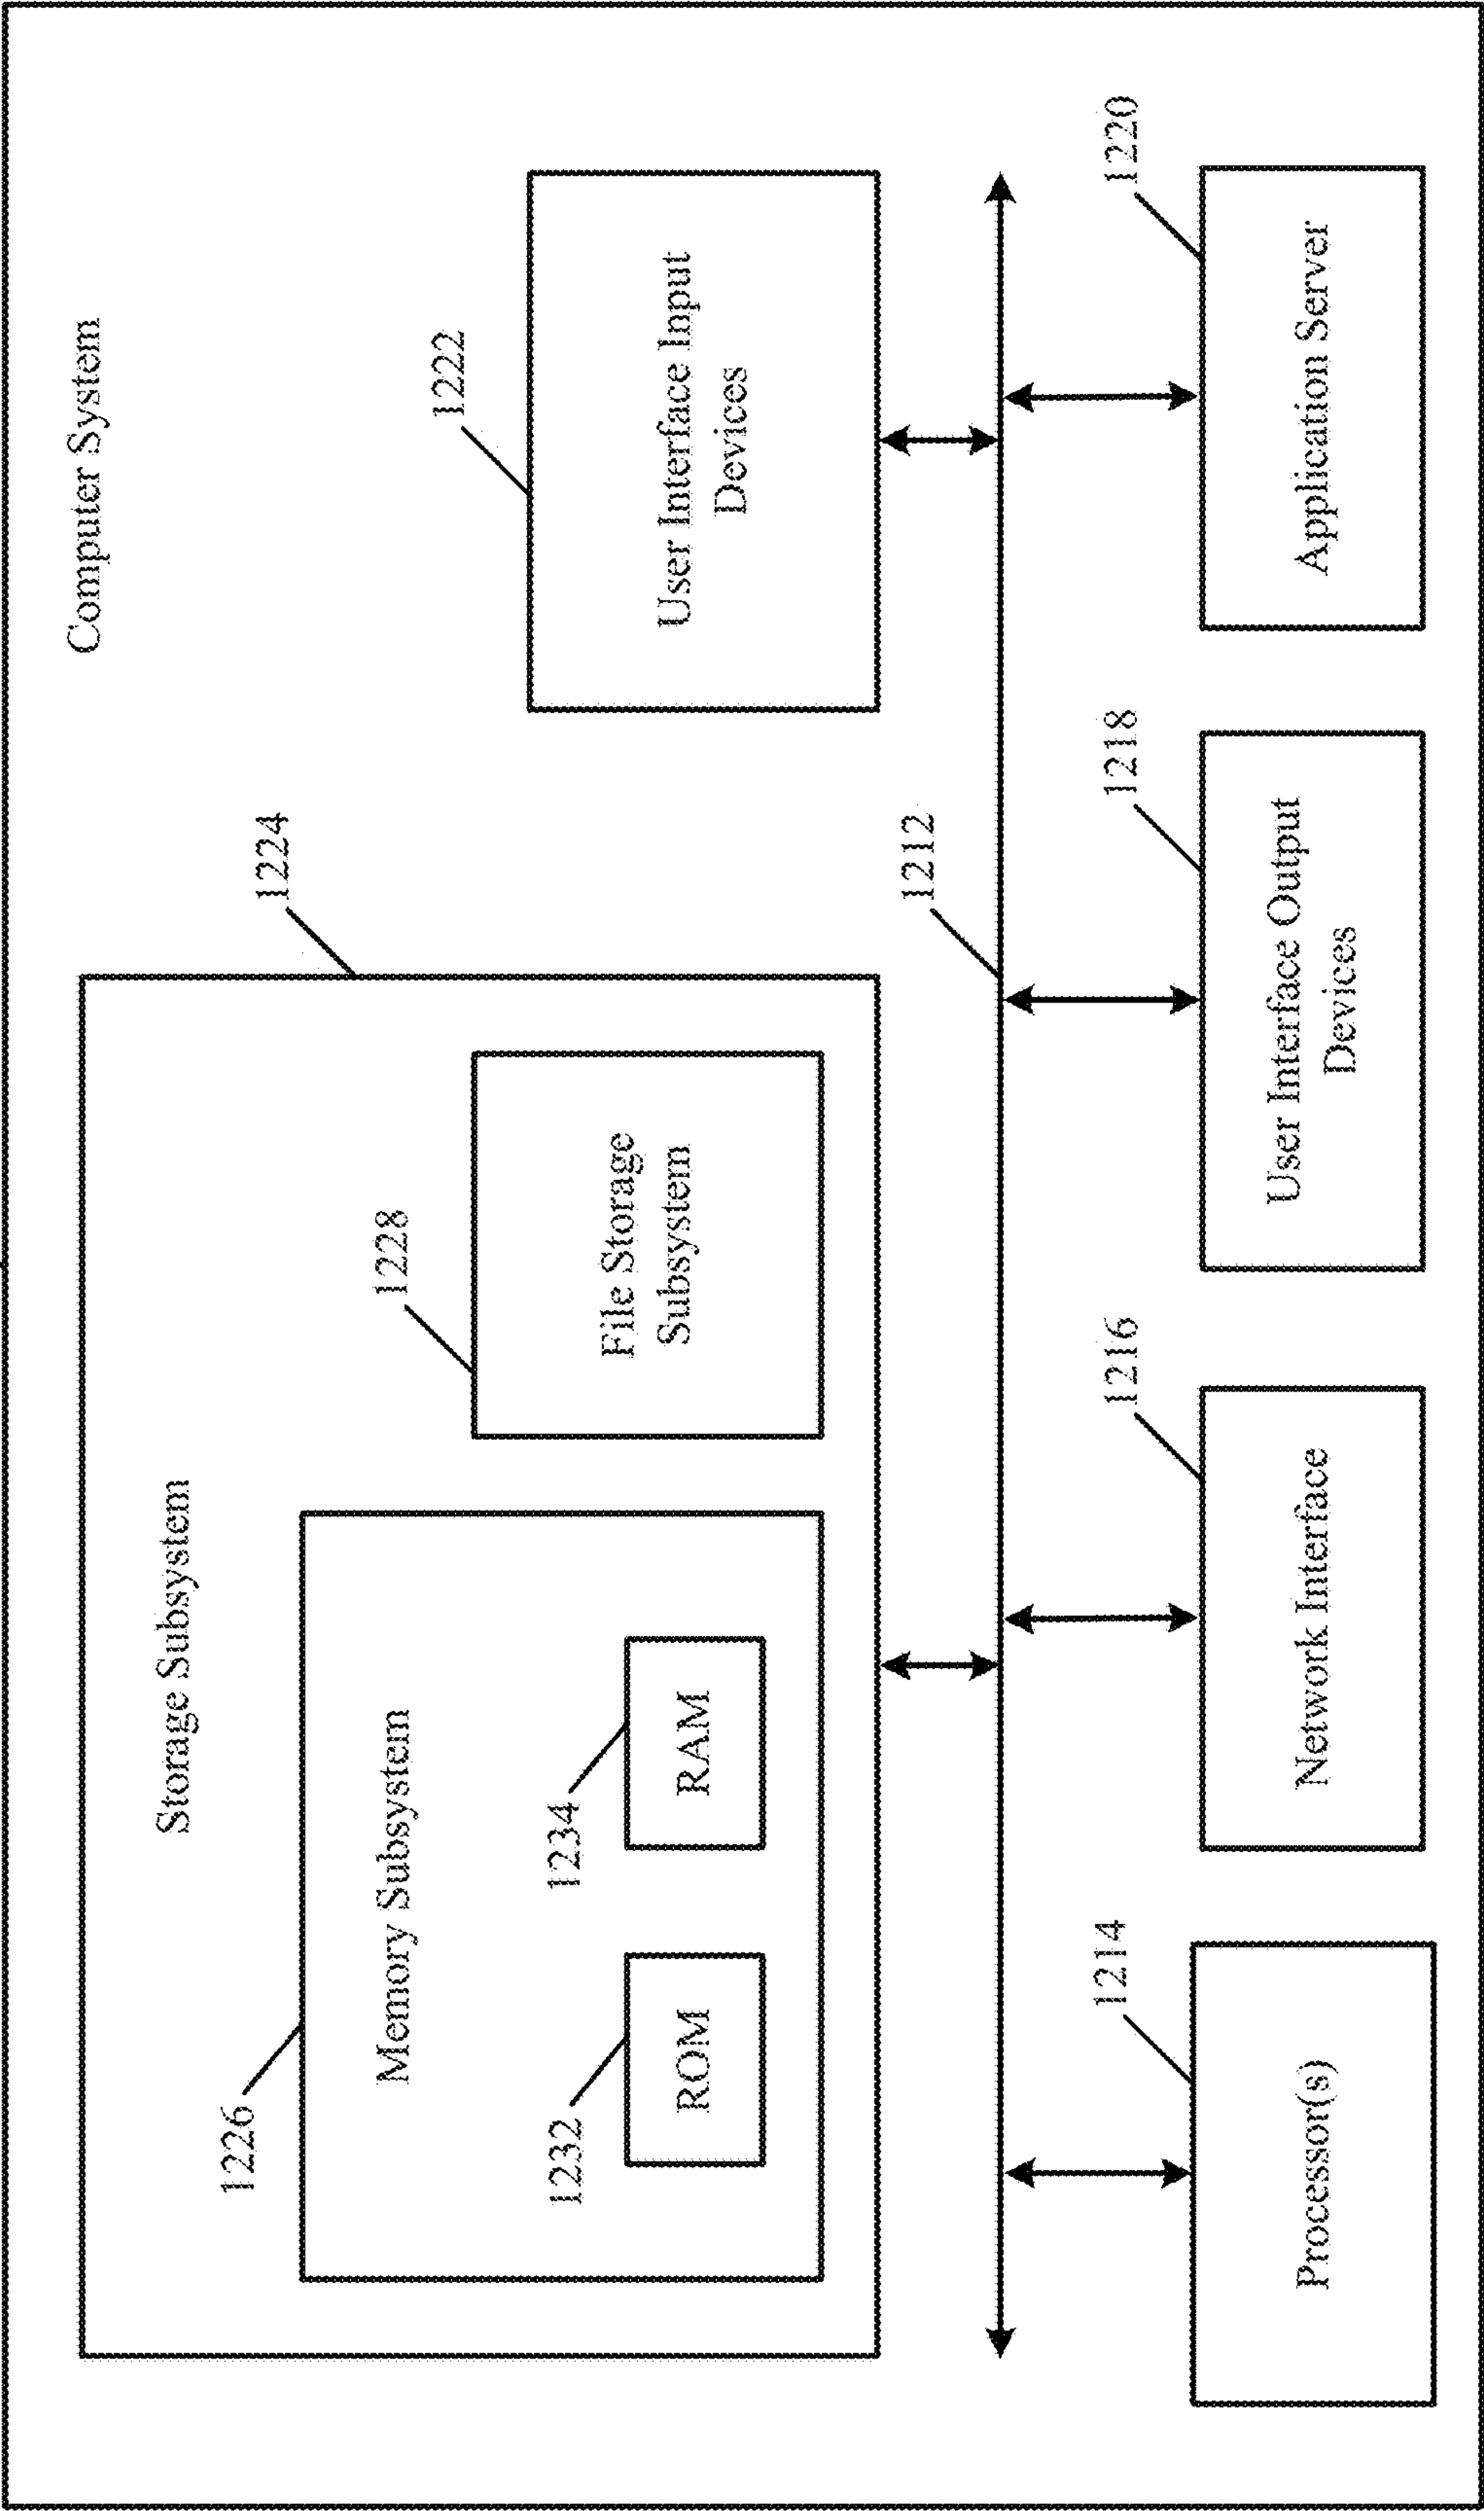 Computer System
Storage Subsystem
1224
1226
Memory Subsystem
1228
1222
1232
1234
ROM
RAM
File Storage
Subsystem
User Interface Input
Devices
1212
1214
1216
1218
1220
Processor(s)
Network Interface
User Interface Output
Devices
Application Server